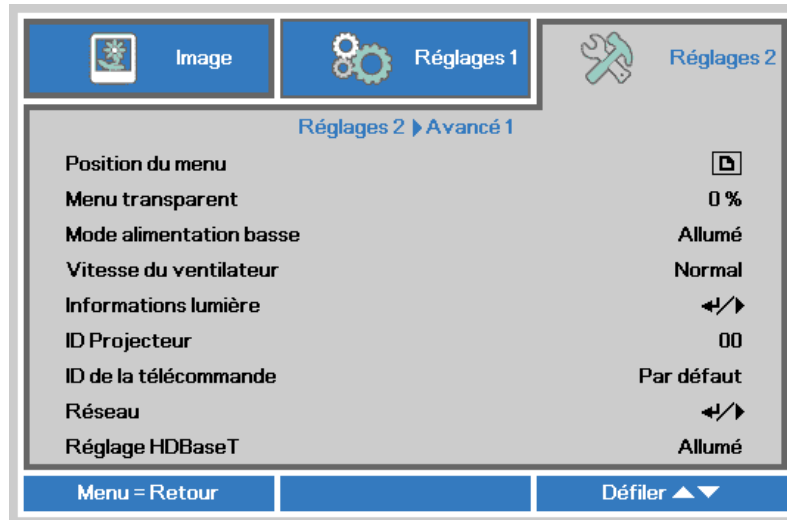 Image
Réglages 1
Réglages 2
Réglages 2 ▶ Avancé 1
Position du menu
Menu transparent 0 %
Mode alimentation basse Allumé
Vitesse du ventilateur Normal
Informations lumière ↵/▶
ID Projecteur 00
ID de la télécommande Par défaut
Réseau ↵/▶
Réglage HDBaseT Allumé
Menu = Retour
Défiler ▲▼